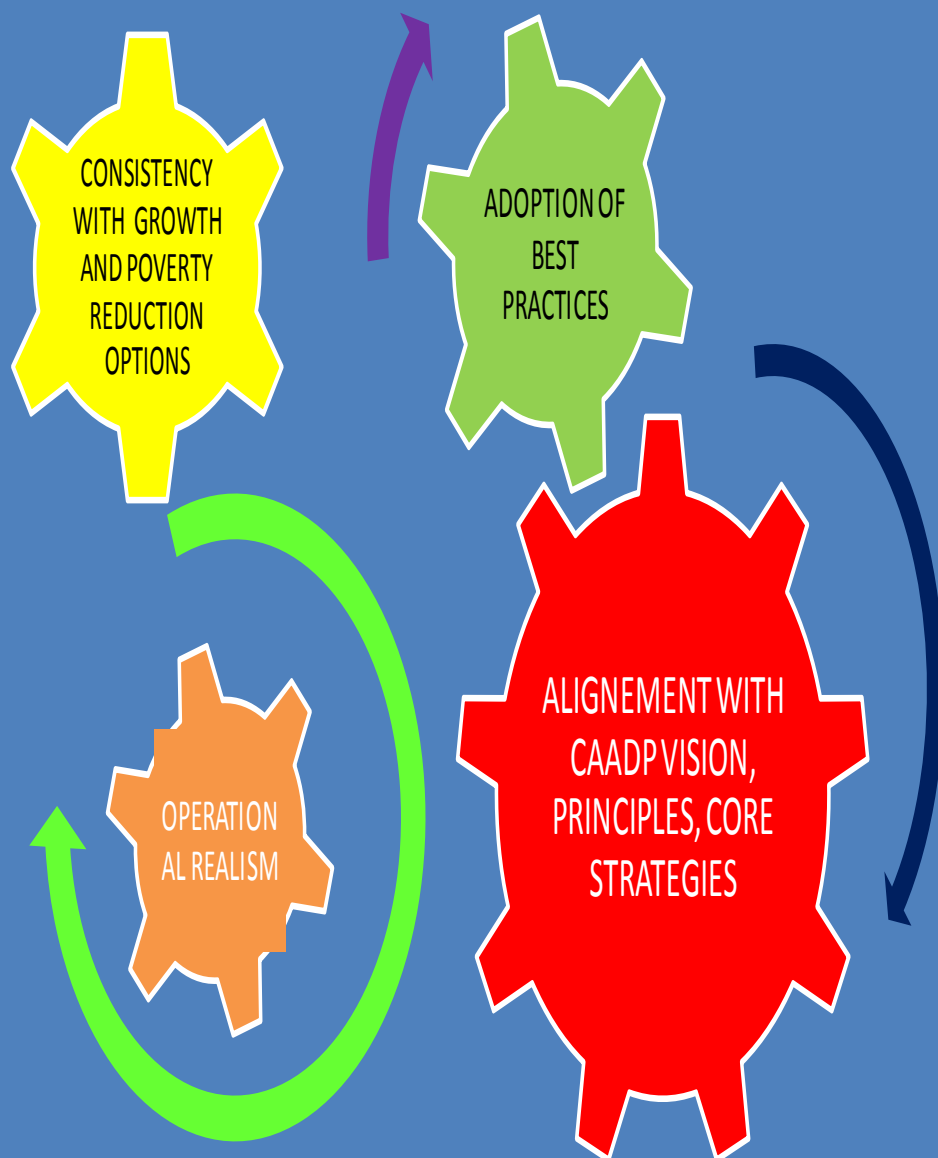 CONSISTENCY
WITH GROWTH
AND POVERTY
REDUCTION
OPTIONS
ADOPTION OF
BEST
PRACTICES
OPERATION
AL REALISM
ALIGNEMENT WITH
CAADP VISION,
PRINCIPLES, CORE
STRATEGIES